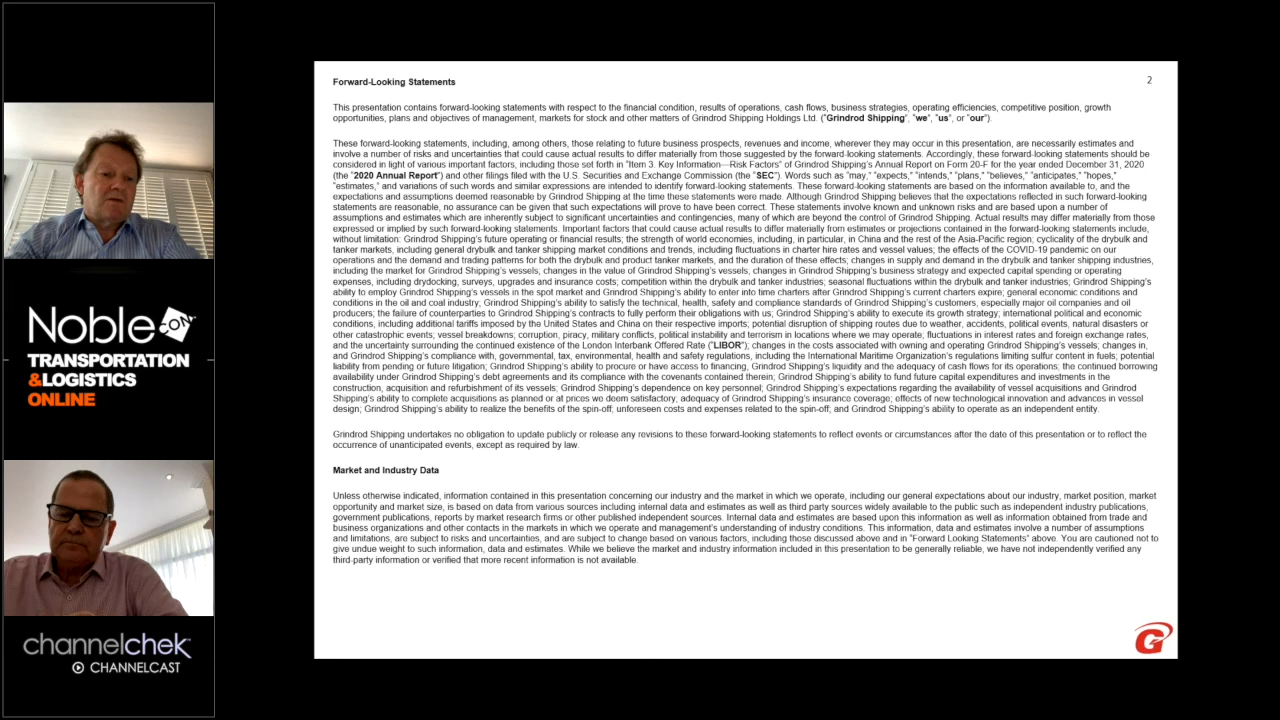 Noble CON
TRANSPORTATION
&LOGISTICS
ONLINE
channelchek
CHANNELCAST
2
Forward-Looking Statements
This presentation contains forward-looking statements with respect to the financial condition, results of operations, cash flows, business strategies, operating efficiencies, competitive position, growth
opportunities, plans and objectives of management, markets for stock and other matters of Grindrod Shipping Holdings Ltd. ("Grindrod Shipping", "we", "us", or "our").
These forward-looking statements, including, among others, those relating to future business prospects, revenues and income, wherever they may occur in this presentation, are necessarily estimates and
involve a number of risks and uncertainties that could cause actual results to differ materially from those suggested by the forward-looking statements. Accordingly, these forward-looking statements should be
considered in light of various important factors, including those set forth in "Item 3. Key Information—Risk Factors" of Grindrod Shipping's Annual Report on Form 20-F for the year ended December 31, 2020
(the "2020 Annual Report") and other filings filed with the U.S. Securities and Exchange Commission (the "SEC"). Words such as "may," "expects," "intends," "plans," "believes," "anticipates," "hopes,"
"estimates," and variations of such words and similar expressions are intended to identify forward-looking statements. These forward-looking statements are based on the information available to, and the
expectations and assumptions deemed reasonable by Grindrod Shipping at the time these statements were made. Although Grindrod Shipping believes that the expectations reflected in such forward-looking
statements are reasonable, no assurance can be given that such expectations will prove to have been correct. These statements involve known and unknown risks and are based upon a number of
assumptions and estimates which are inherently subject to significant uncertainties and contingencies, many of which are beyond the control of Grindrod Shipping. Actual results may differ materially from those
expressed or implied by such forward-looking statements. Important factors that could cause actual results to differ materially from estimates or projections contained in the forward-looking statements include,
without limitation: Grindrod Shipping's future operating or financial results; the strength of world economies, including, in particular, in China and the rest of the Asia-Pacific region; cyclicality of the drybulk and
tanker markets, including general drybulk and tanker shipping market conditions and trends, including fluctuations in charter hire rates and vessel values; the effects of the COVID-19 pandemic on our
operations and the demand and trading patterns for both the drybulk and product tanker markets, and the duration of these effects; changes in supply and demand in the drybulk and tanker shipping industries,
including the market for Grindrod Shipping's vessels; changes in the value of Grindrod Shipping's vessels; changes in Grindrod Shipping's business strategy and expected capital spending or operating
expenses, including drydocking, surveys, upgrades and insurance costs; competition within the drybulk and tanker industries; seasonal fluctuations within the drybulk and tanker industries; Grindrod Shipping's
ability to employ Grindrod Shipping's vessels in the spot market and Grindrod Shipping's ability to enter into time charters after Grindrod Shipping's current charters expire; general economic conditions and
conditions in the oil and coal industry; Grindrod Shipping's ability to satisfy the technical, health, safety and compliance standards of Grindrod Shipping's customers, especially major oil companies and oil
producers; the failure of counterparties to Grindrod Shipping's contracts to fully perform their obligations with us; Grindrod Shipping's ability to execute its growth strategy; international political and economic
conditions, including additional tariffs imposed by the United States and China on their respective imports; potential disruption of shipping routes due to weather, accidents, political events, natural disasters or
other catastrophic events; vessel breakdowns; corruption, piracy, military conflicts, political instability and terrorism in locations where we may operate; fluctuations in interest rates and foreign exchange rates,
and the uncertainty surrounding the continued existence of the London Interbank Offered Rate ("LIBOR"); changes in the costs associated with owning and operating Grindrod Shipping's vessels; changes in,
and Grindrod Shipping's compliance with, governmental, tax, environmental, health and safety regulations, including the International Maritime Organization's regulations limiting sulfur content in fuels; potential
liability from pending or future litigation; Grindrod Shipping's ability to procure or have access to financing, Grindrod Shipping's liquidity and the adequacy of cash flows for its operations; the continued borrowing
availability under Grindrod Shipping's debt agreements and its compliance with the covenants contained therein; Grindrod Shipping's ability to fund future capital expenditures and investments in the
construction, acquisition and refurbishment of its vessels; Grindrod Shipping's dependence on key personnel; Grindrod Shipping's expectations regarding the availability of vessel acquisitions and Grindrod
Shipping's ability to complete acquisitions as planned or at prices we deem satisfactory; adequacy of Grindrod Shipping's insurance coverage; effects of new technological innovation and advances in vessel
design; Grindrod Shipping's ability to realize the benefits of the spin-off; unforeseen costs and expenses related to the spin-off; and Grindrod Shipping's ability to operate as an independent entity.
Grindrod Shipping undertakes no obligation to update publicly or release any revisions to these forward-looking statements to reflect events or circumstances after the date of this presentation or to reflect the
occurrence of unanticipated events, except as required by law.
Market and Industry Data
Unless otherwise indicated, information contained in this presentation concerning our industry and the market in which we operate, including our general expectations about our industry, market position, market
opportunity and market size, is based on data from various sources including internal data and estimates as well as third party sources widely available to the public such as independent industry publications,
government publications, reports by market research firms or other published independent sources. Internal data and estimates are based upon this information as well as information obtained from trade and
business organizations and other contacts in the markets in which we operate and management's understanding of industry conditions. This information, data and estimates involve a number of assumptions
and limitations, are subject to risks and uncertainties, and are subject to change based on various factors, including those discussed above and in "Forward Looking Statements" above. You are cautioned not to
give undue weight to such information, data and estimates. While we believe the market and industry information included in this presentation to be generally reliable, we have not independently verified any
third-party information or verified that more recent information is not available.
G